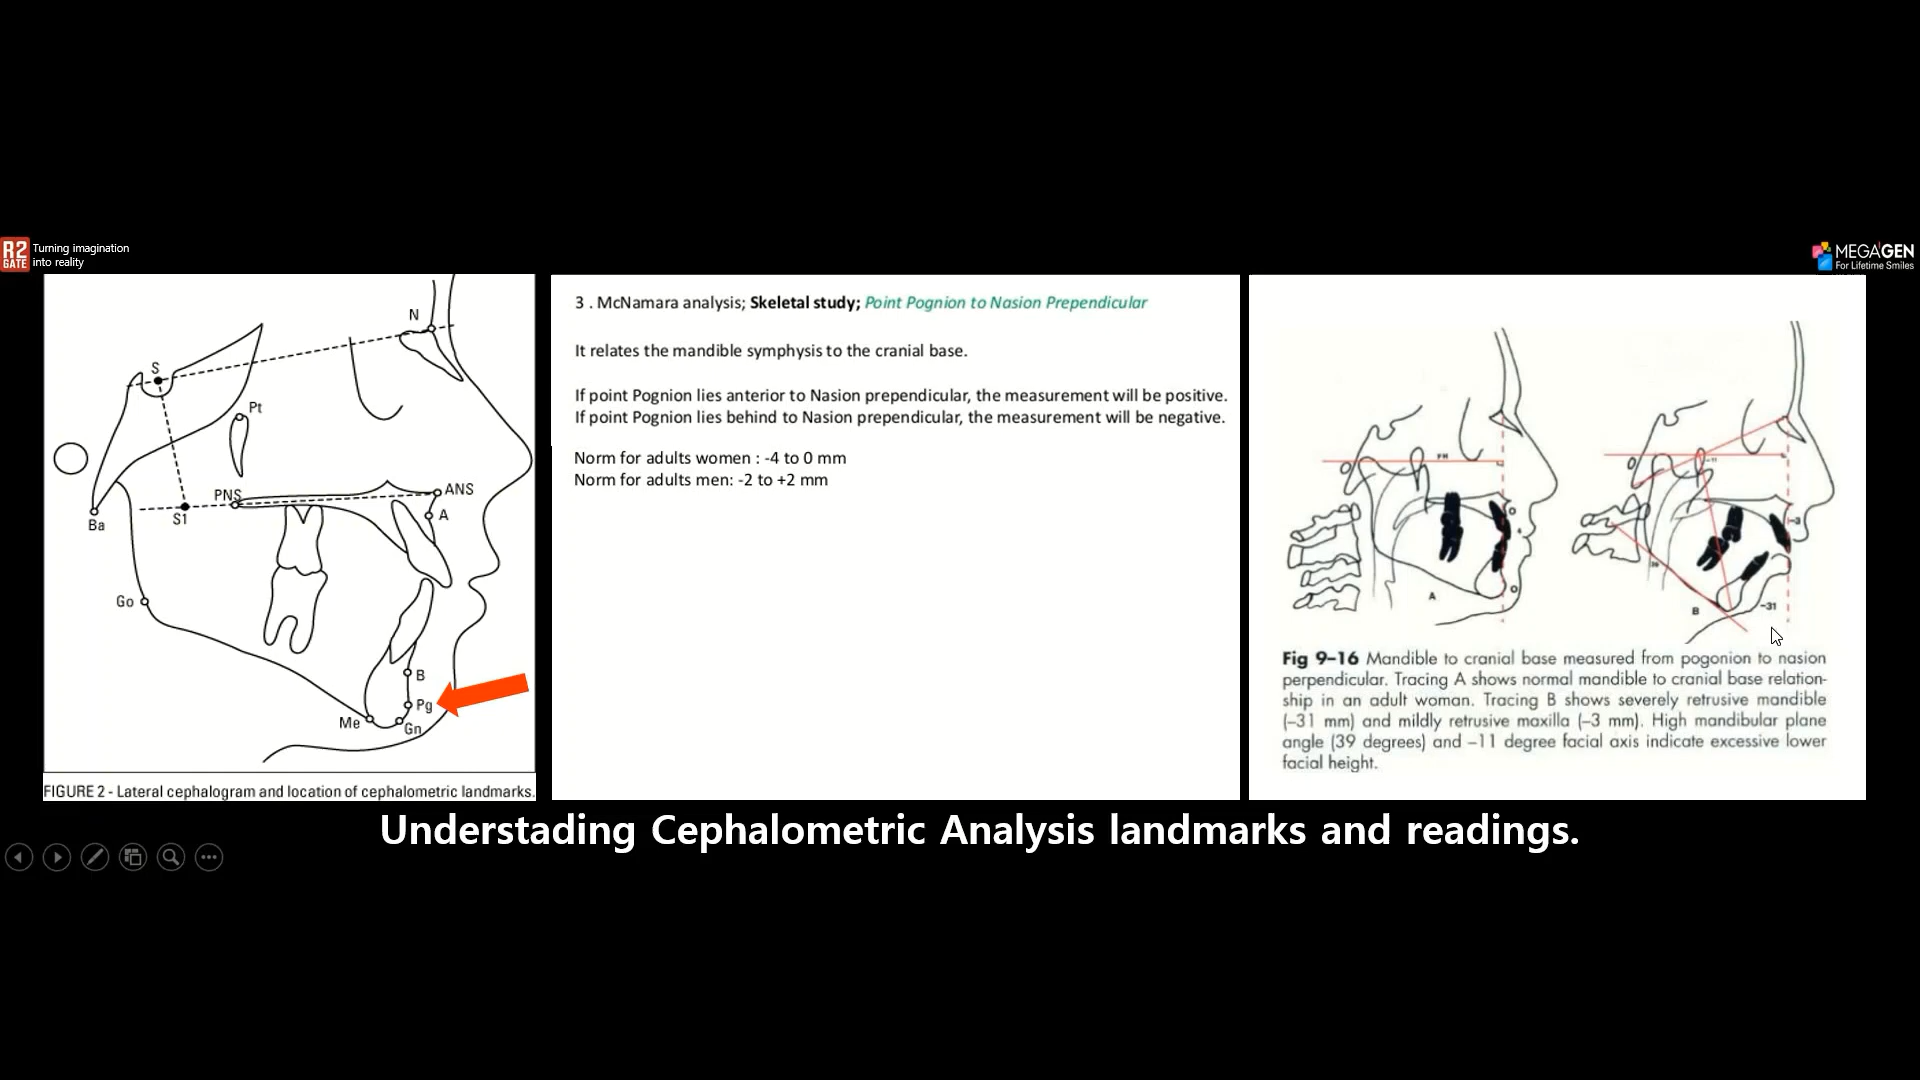 R2
GATE
Turning imagination
into reality
MEGA'GEN
For Lifetime Smiles
N
S
Pt
PNS
ANS
A
S1
Ba
Go
B
Pg
Me
Gn
FIGURE 2 - Lateral cephalogram and location of cephalometric landmarks.
3 . McNamara analysis; Skeletal study; Point Pognion to Nasion Prependicular
It relates the mandible symphysis to the cranial base.
If point Pognion lies anterior to Nasion prependicular, the measurement will be positive.
If point Pognion lies behind to Nasion prependicular, the measurement will be negative.
Norm for adults women : -4 to 0 mm
Norm for adults men: -2 to +2 mm
FH
O
O
A
-11
-3
39
B
-31
Fig 9–16 Mandible to cranial base measured from pogonion to nasion
perpendicular. Tracing A shows normal mandible to cranial base relation-
ship in an adult woman. Tracing B shows severely retrusive mandible
(–31 mm) and mildly retrusive maxilla (–3 mm). High mandibular plane
angle (39 degrees) and –11 degree facial axis indicate excessive lower
facial height.
Understading Cephalometric Analysis landmarks and readings.